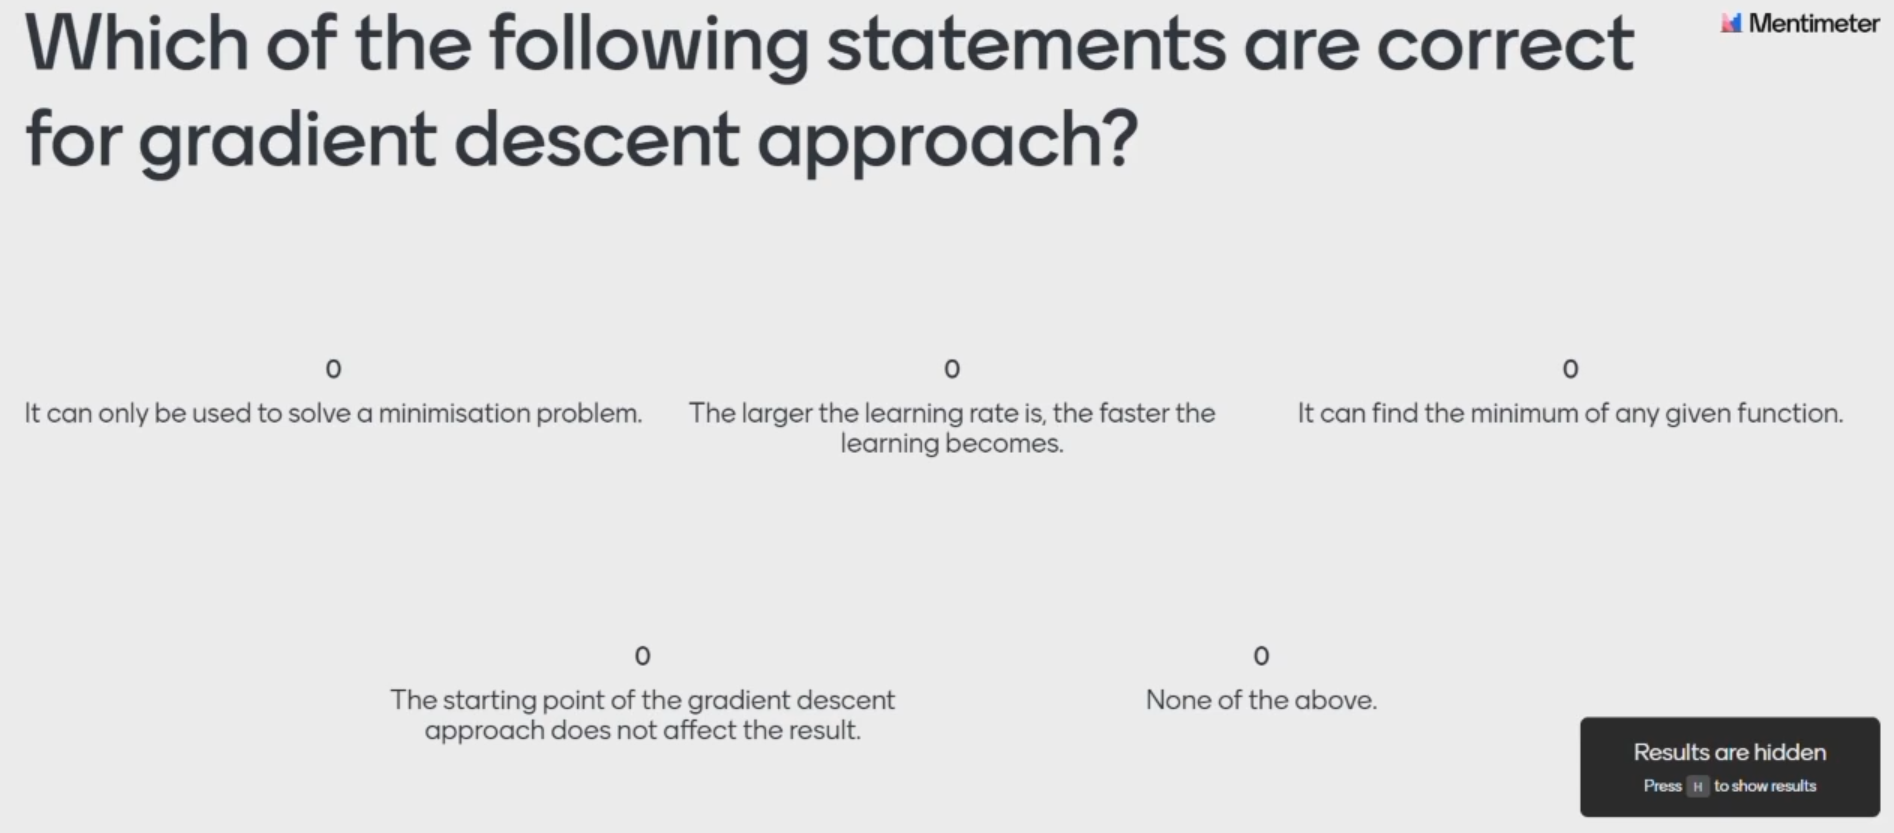 Which of the following statements are correct
for gradient descent approach?
Mentimeter
0
It can only be used to solve a minimisation problem.
0
The larger the learning rate is, the faster the
learning becomes.
0
It can find the minimum of any given function.
0
The starting point of the gradient descent
approach does not affect the result.
0
None of the above.
Results are hidden
Press H to show results